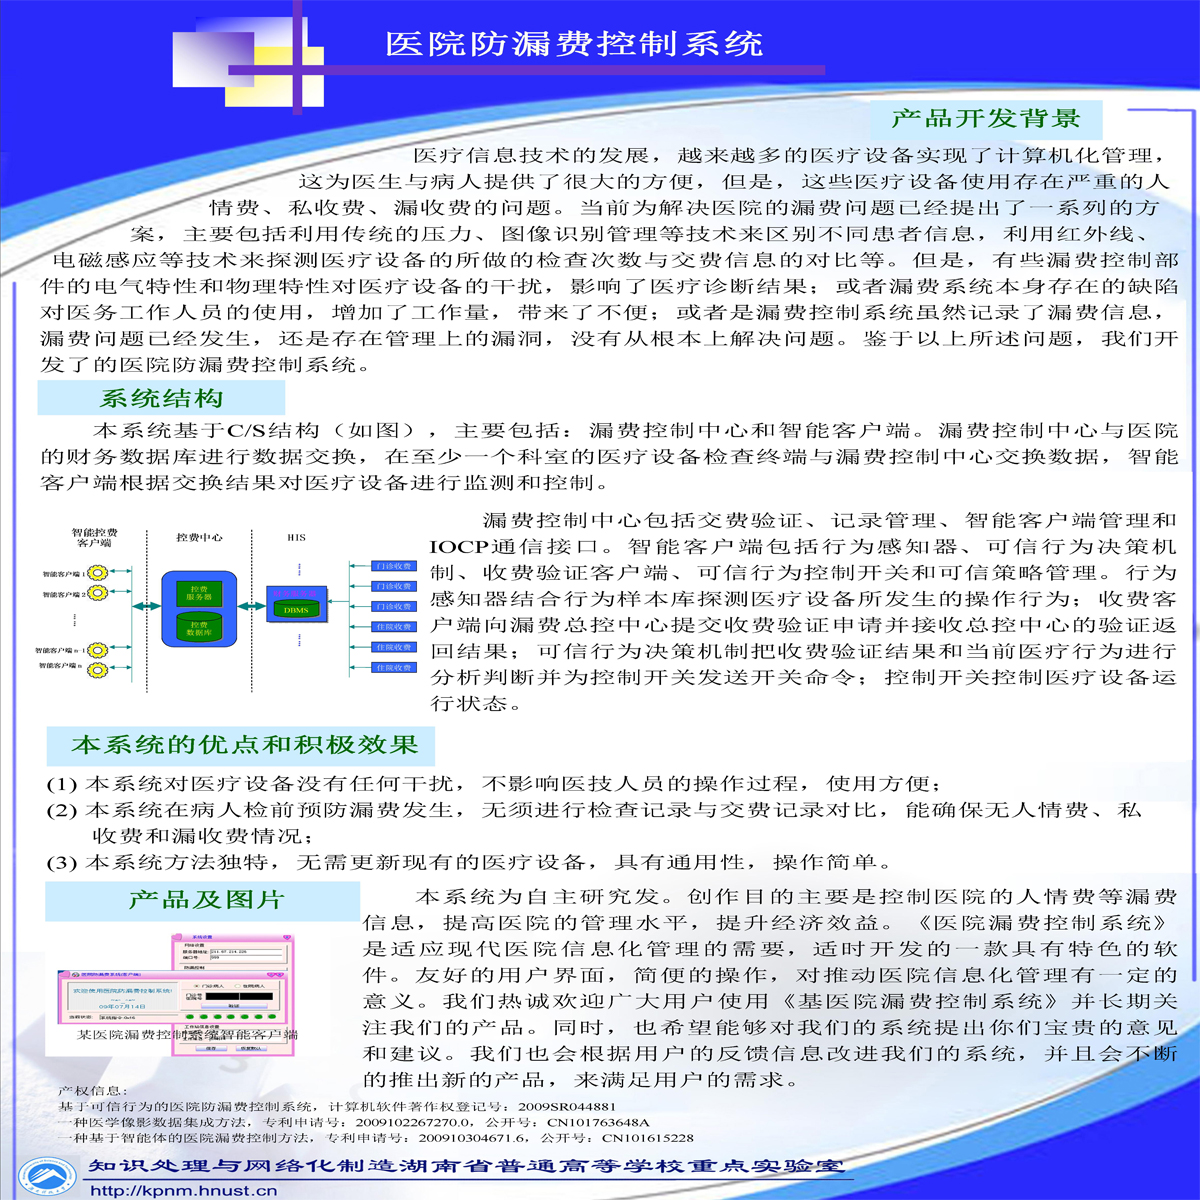 医院防漏费控制系统
产品开发背景
医疗信息技术的发展，越来越多的医疗设备实现了计算机化管理，
这为医生与病人提供了很大的方便，但是，这些医疗设备使用存在严重的人
情费、私收费、漏收费的问题。当前为解决医院的漏费问题已经提出了一系列的方
案，主要包括利用传统的压力、图像识别管理等技术来区别不同患者信息，利用红外线、
电磁感应等技术来探测医疗设备的所做的检查次数与交费信息的对比等。但是，有些漏费控制部
件的电气特性和物理特性对医疗设备的干扰，影响了医疗诊断结果；或者漏费系统本身存在的缺陷
对医务工作人员的使用，增加了工作量，带来了不便；或者是漏费控制系统虽然记录了漏费信息，
漏费问题已经发生，还是存在管理上的漏洞，没有从根本上解决问题。鉴于以上所述问题，我们开
发了的医院防漏费控制系统。
系统结构
本系统基于C/S结构（如图），主要包括：漏费控制中心和智能客户端。漏费控制中心与医院
的财务数据库进行数据交换，在至少一个科室的医疗设备检查终端与漏费控制中心交换数据，智能
客户端根据交换结果对医疗设备进行监测和控制。
智能控费
客户端
控费中心
HIS
智能客户端 1
智能客户端 2
智能客户端 n-1
智能客户端 n
控费
服务器
控费
数据库
DBMS
门诊收费
门诊收费
门诊收费
住院收费
住院收费
住院收费
漏费控制中心包括交费验证、记录管理、智能客户端管理和
IOCP通信接口。智能客户端包括行为感知器、可信行为决策机
制、收费验证客户端、可信行为控制开关和可信策略管理。行为
感知器结合行为样本库探测医疗设备所发生的操作行为；收费客
户端向漏费总控中心提交收费验证申请并接收总控中心的验证返
回结果；可信行为决策机制把收费验证结果和当前医疗行为进行
分析判断并为控制开关发送开关命令；控制开关控制医疗设备运
行状态。
本系统的优点和积极效果
(1) 本系统对医疗设备没有任何干扰，不影响医技人员的操作过程，使用方便；
(2) 本系统在病人检前预防漏费发生，无须进行检查记录与交费记录对比，能确保无人情费、私
收费和漏收费情况；
(3) 本系统方法独特，无需更新现有的医疗设备，具有通用性，操作简单。
产品及图片
系统设置
网络设置
服务器地址:
端口号:
防漏控制
医院防漏费系统(客户端)
欢迎使用医院防漏费控制系统!
09年07月14日
门诊病人
住院病人
某医院漏费控制系统智能客户端
保存
恢复默认
本系统为自主研究发。创作目的主要是控制医院的人情费等漏费
信息，提高医院的管理水平，提升经济效益。《医院漏费控制系统》
是适应现代医院信息化管理的需要，适时开发的一款具有特色的软
件。友好的用户界面，简便的操作，对推动医院信息化管理有一定的
意义。我们热诚欢迎广大用户使用《基医院漏费控制系统》并长期关
注我们的产品。同时，也希望能够对我们的系统提出你们宝贵的意见
和建议。我们也会根据用户的反馈信息改进我们的系统，并且会不断
的推出新的产品，来满足用户的需求。
产权信息:
基于可信行为的医院防漏费控制系统，计算机软件著作权登记号：2009SR044881
一种医学像影数据集成方法，专利申请号：2009102267270.0，公开号：CN101763648A
一种基于智能体的医院漏费控制方法，专利申请号：200910304671.6，公开号：CN101615228
知识处理与网络化制造湖南省普通高等学校重点实验室
http://kpnm.hnust.cn